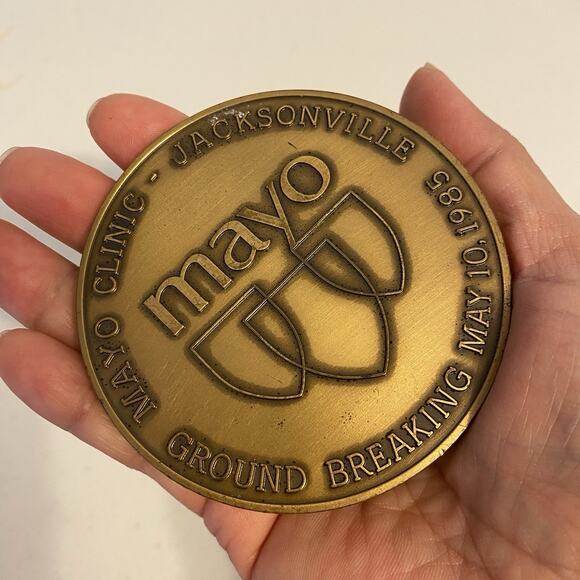 MAYO CLINIC - JACKSONVILLE
mayo
GROUND BREAKING MAY 10, 1985